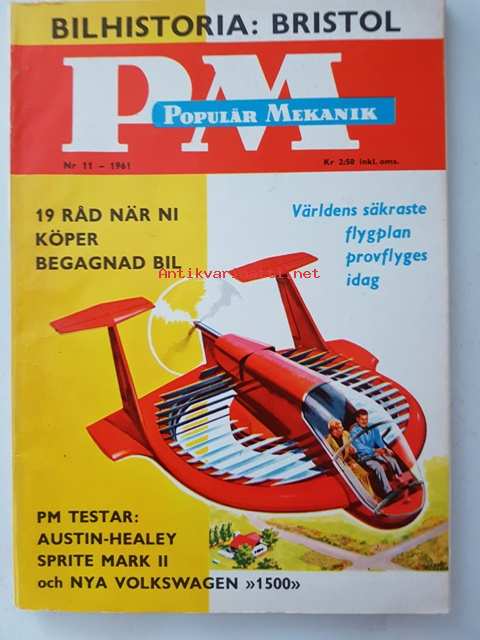 BILHISTORIA: BRISTOL
PM
POPULÄR MEKANIK
Nr 11 – 1961
Kr 2:50 inkl. oms.
19 RÅD NÄR NI
KÖPER
BEGAGNAD BIL
Världens säkraste
flygplan
provflyges
idag
Antikvariattoll.net
PM TESTAR:
AUSTIN-HEALEY
SPRITE MARK II
och NYA VOLKSWAGEN »1500»